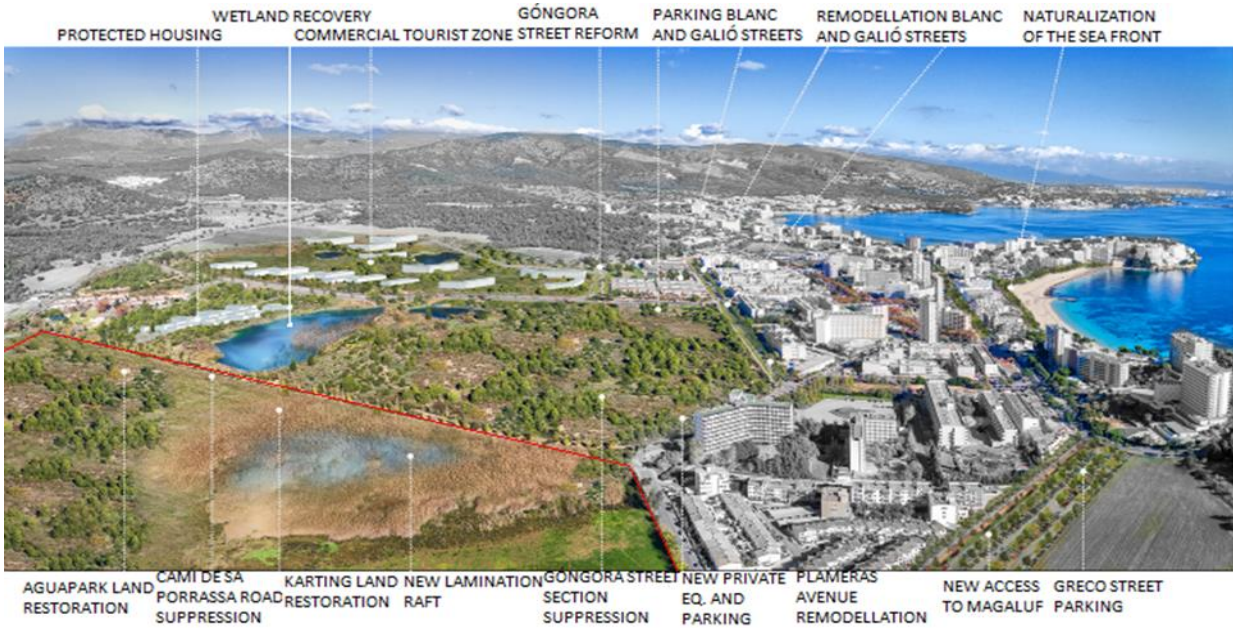 WETLAND RECOVERY
PROTECTED HOUSING
COMMERCIAL TOURIST ZONE
GÓNGORA
STREET REFORM
PARKING BLANC
AND GALIÓ STREETS
REMODELLATION BLANC
AND GALIÓ STREETS
NATURALIZATION
OF THE SEA FRONT
AGUAPARK LAND
RESTORATION
CAMI DE SA
PORRASSA ROAD
SUPPRESSION
KARTING LAND
RESTORATION
NEW LAMINATION
RAFT
GONGORA STREET
SECTION
SUPPRESSION
NEW PRIVATE
EQ. AND
PARKING
PLAMERAS
AVENUE
REMODELLATION
NEW ACCESS
TO MAGALUF
GRECO STREET
PARKING